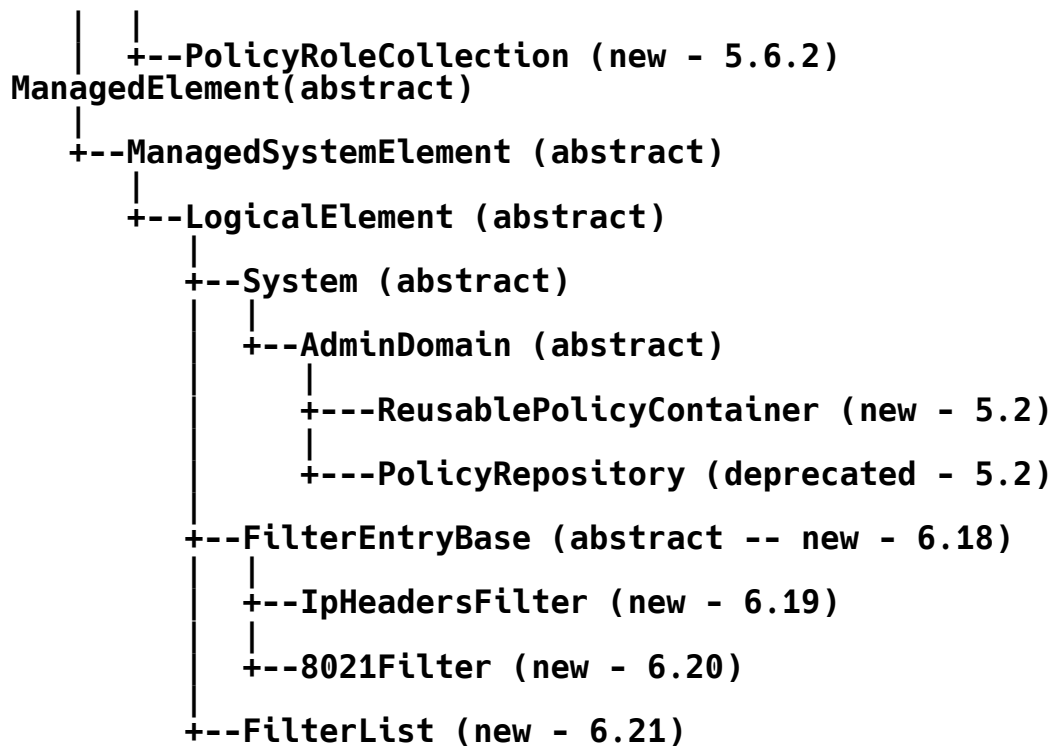 |  |
   |  +--PolicyRoleCollection (new - 5.6.2)
ManagedElement(abstract)
   |
   +--ManagedSystemElement (abstract)
      |
      +--LogicalElement (abstract)
         |
         +--System (abstract)
         |  |
         |  +--AdminDomain (abstract)
         |     |
         |     +---ReusablePolicyContainer (new - 5.2)
         |     |
         |     +---PolicyRepository (deprecated - 5.2)
         |
         +--FilterEntryBase (abstract -- new - 6.18)
         |  |
         |  +--IpHeadersFilter (new - 6.19)
         |  |
         |  +--8021Filter (new - 6.20)
         |
         +--FilterList (new - 6.21)